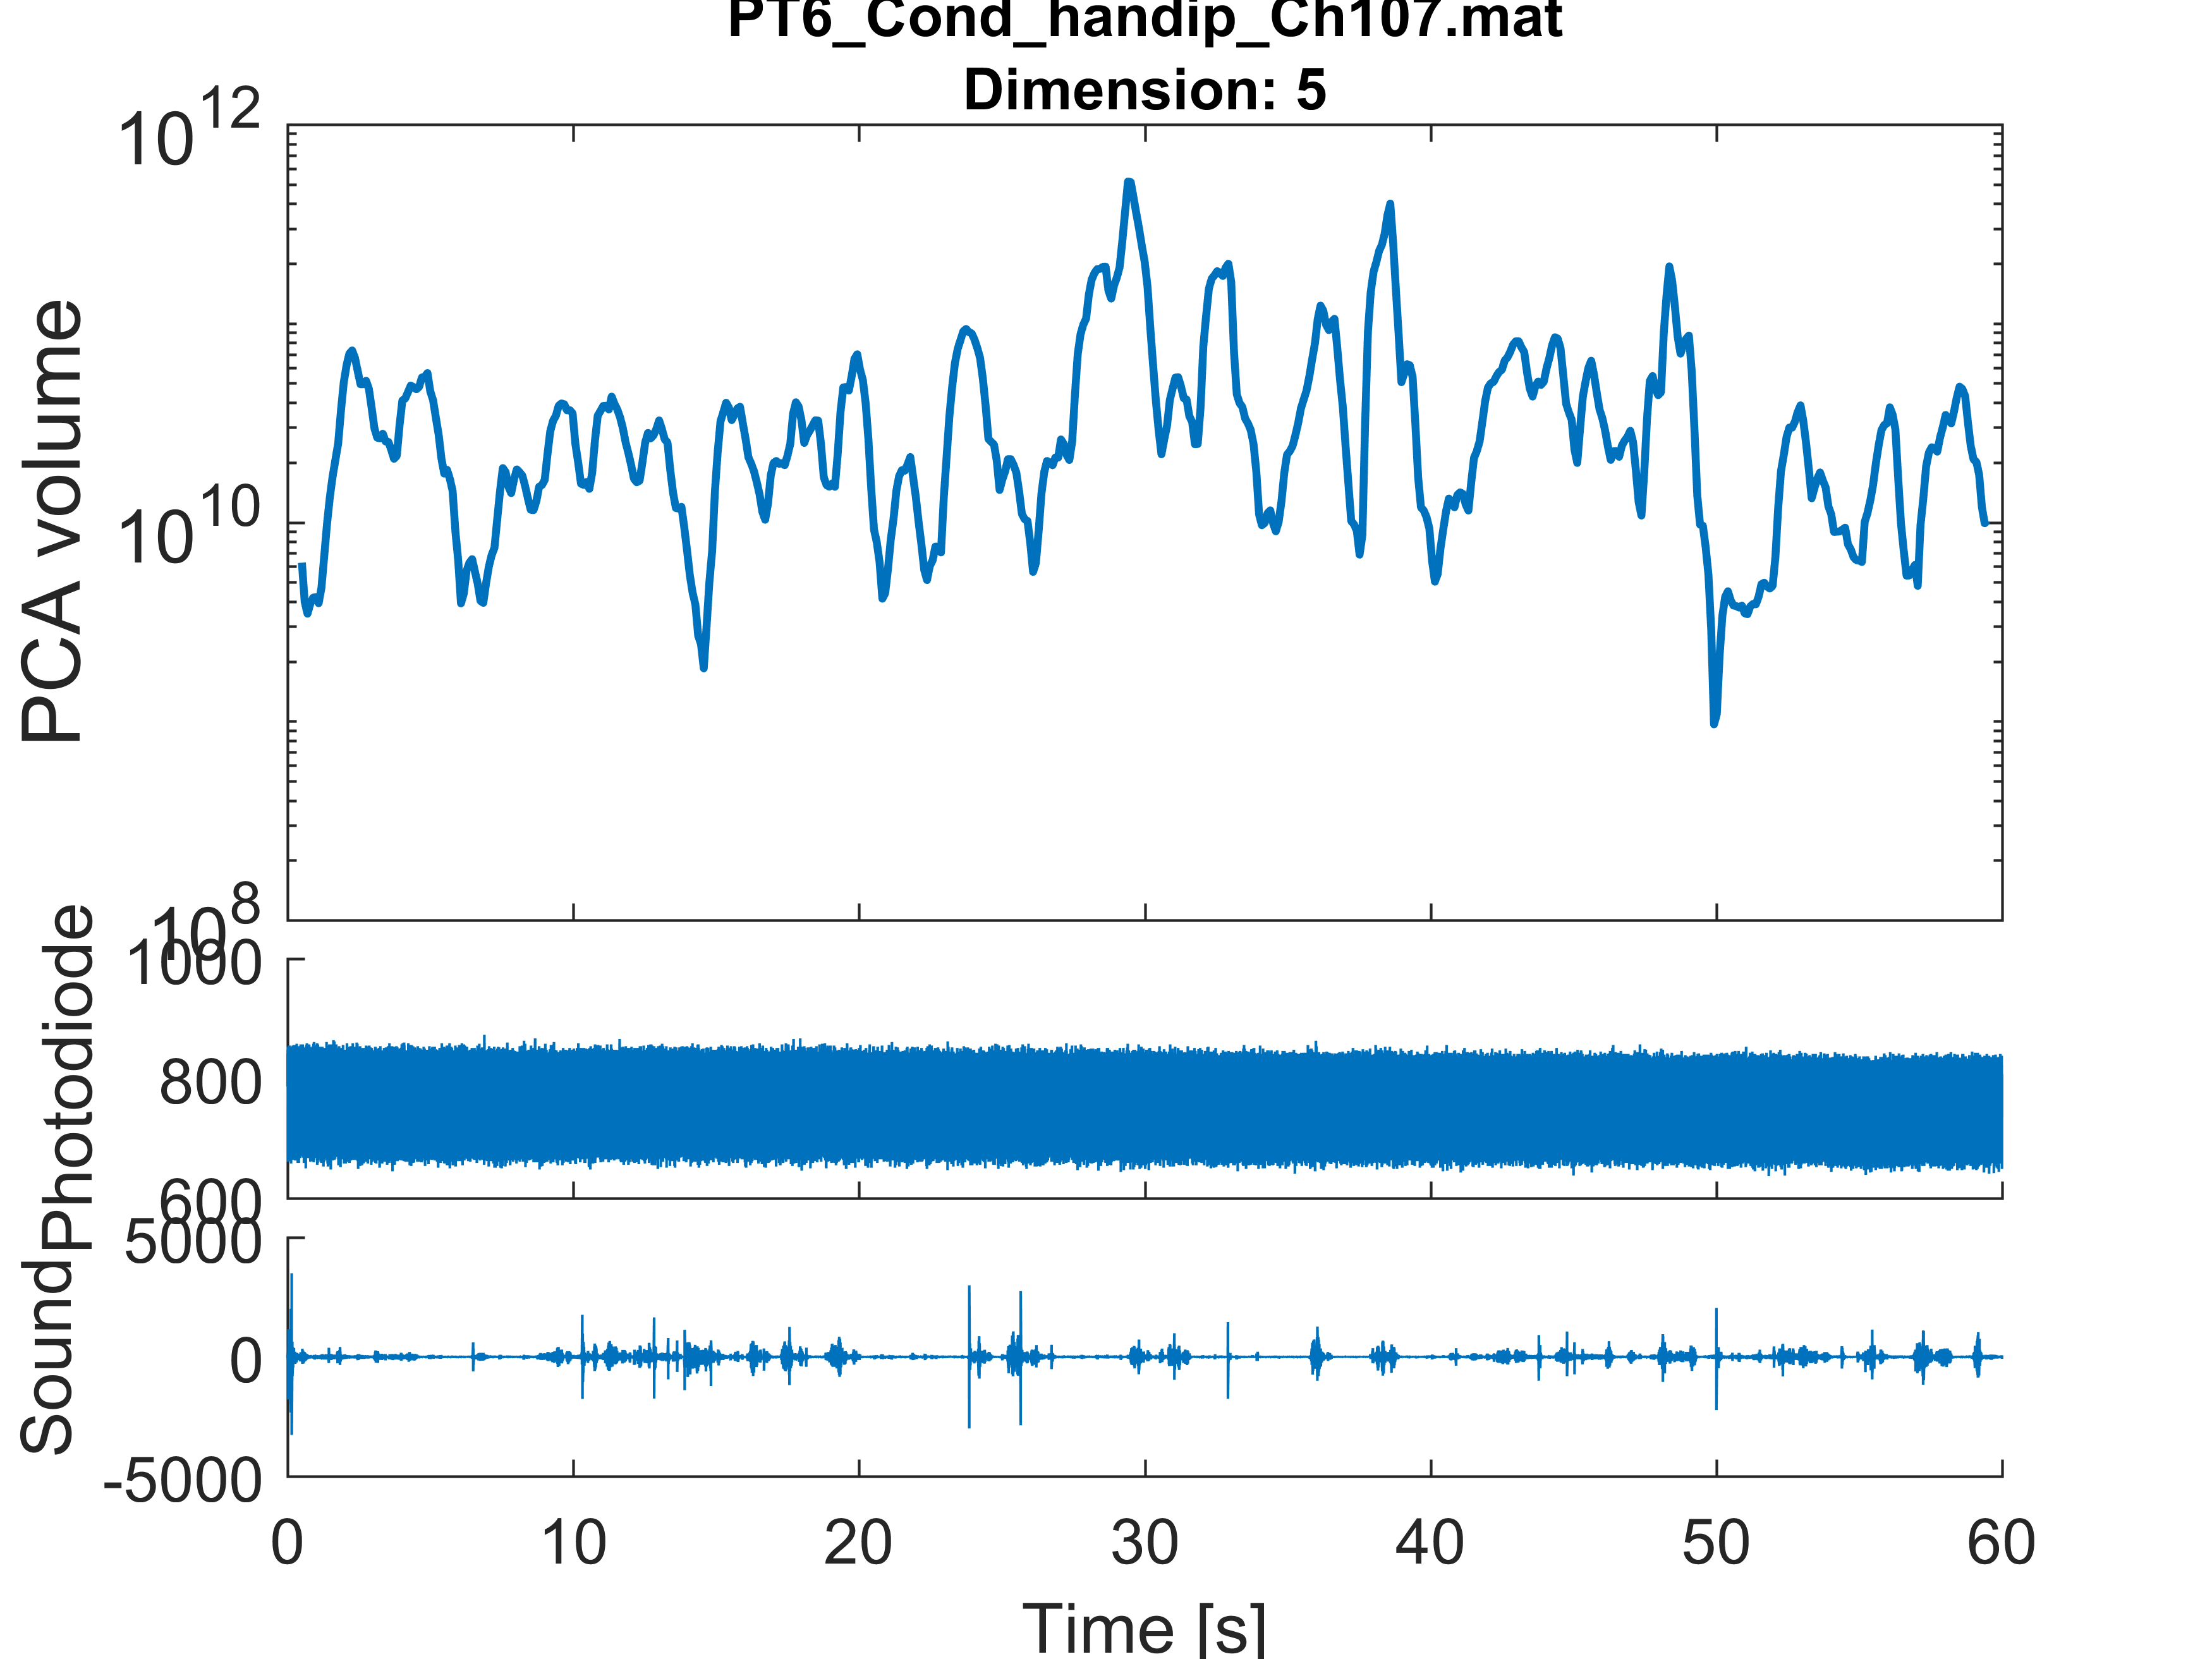 PT6_Cond_handip_Ch107.mat
Dimension: 5
10^12
10^10
10^8
PCA volume
1000
800
600
Photodiode
5000
0
-5000
Sound
0 10 20 30 40 50 60
Time [s]